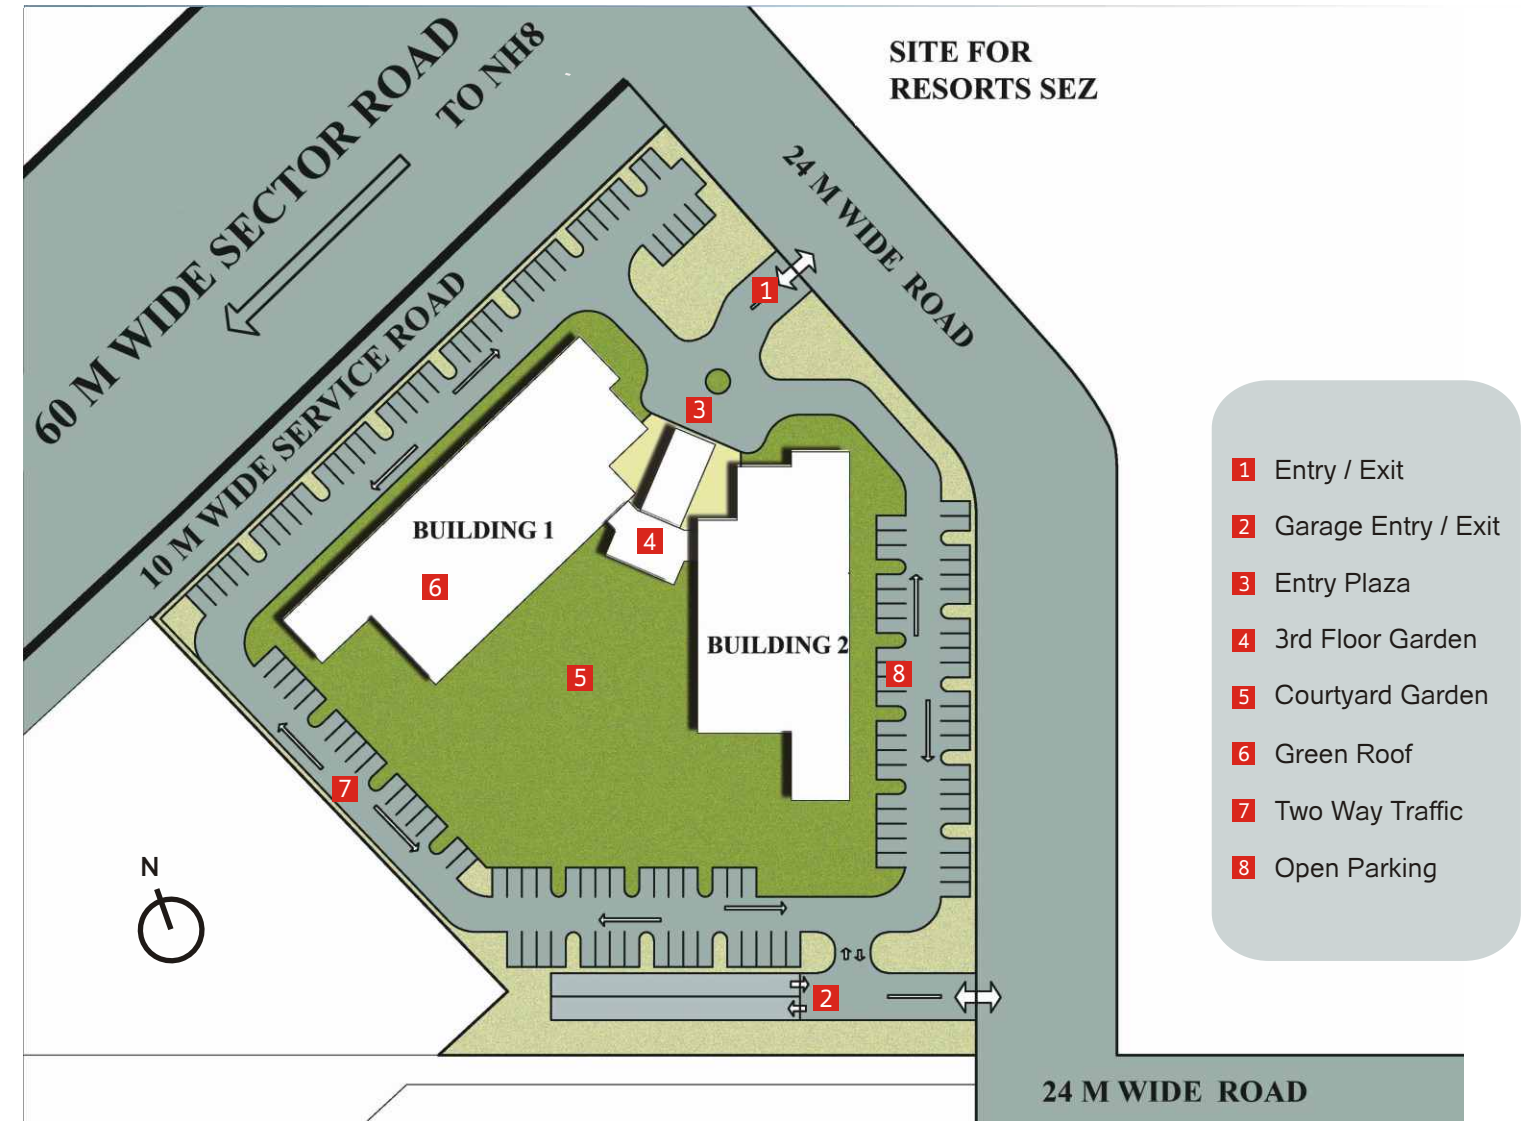 SITE FOR
RESORTS SEZ
60 M WIDE SECTOR ROAD
TO NH8
24 M WIDE ROAD
10 M WIDE SERVICE ROAD
1
3
BUILDING 1
4
6
BUILDING 2
5
8
7
N
2
24 M WIDE ROAD
1 Entry / Exit
2 Garage Entry / Exit
3 Entry Plaza
4 3rd Floor Garden
5 Courtyard Garden
6 Green Roof
7 Two Way Traffic
8 Open Parking